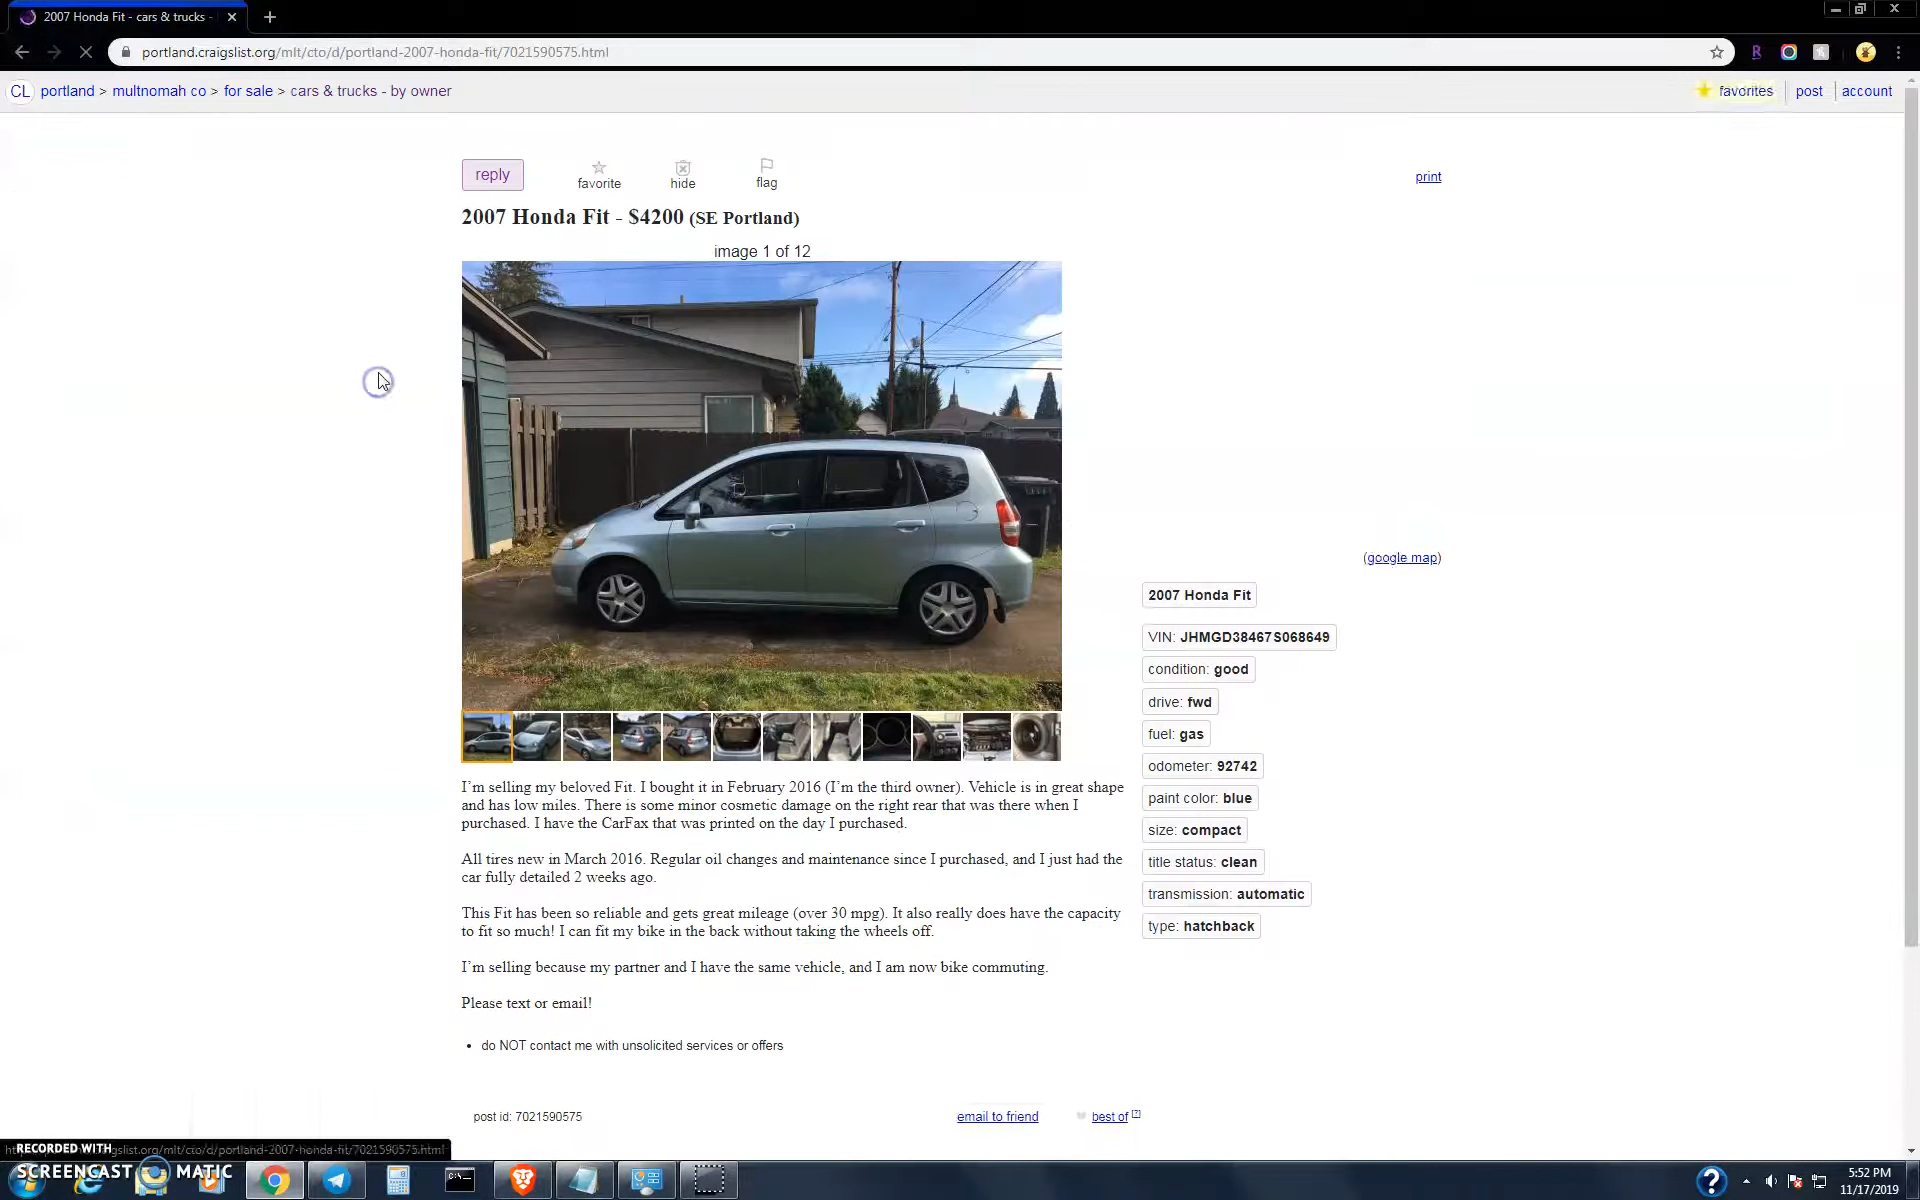 2007 Honda Fit - cars & trucks -
portland.craigslist.org/mlt/cto/d/portland-2007-honda-fit/7021590575.html
CL portland > multnomah co > for sale > cars & trucks - by owner
favorites post account
reply
favorite
hide
flag
print
2007 Honda Fit - $4200 (SE Portland)
image 1 of 12
(google map)
2007 Honda Fit
VIN: JHMGD38467S068649
condition: good
drive: fwd
fuel: gas
odometer: 92742
paint color: blue
size: compact
title status: clean
transmission: automatic
type: hatchback
I'm selling my beloved Fit. I bought it in February 2016 (I'm the third owner). Vehicle is in great shape
and has low miles. There is some minor cosmetic damage on the right rear that was there when I
purchased. I have the CarFax that was printed on the day I purchased.
All tires new in March 2016. Regular oil changes and maintenance since I purchased, and I just had the
car fully detailed 2 weeks ago.
This Fit has been so reliable and gets great mileage (over 30 mpg). It also really does have the capacity
to fit so much! I can fit my bike in the back without taking the wheels off.
I'm selling because my partner and I have the same vehicle, and I am now bike commuting.
Please text or email!
• do NOT contact me with unsolicited services or offers
post id: 7021590575
email to friend
best of [?]
RECORDED WITH
SCREENCAST MATIC
gslist.org/mlt/cto/d/portland-2007-honda-fit/7021590575.html
5:52 PM
11/17/2019